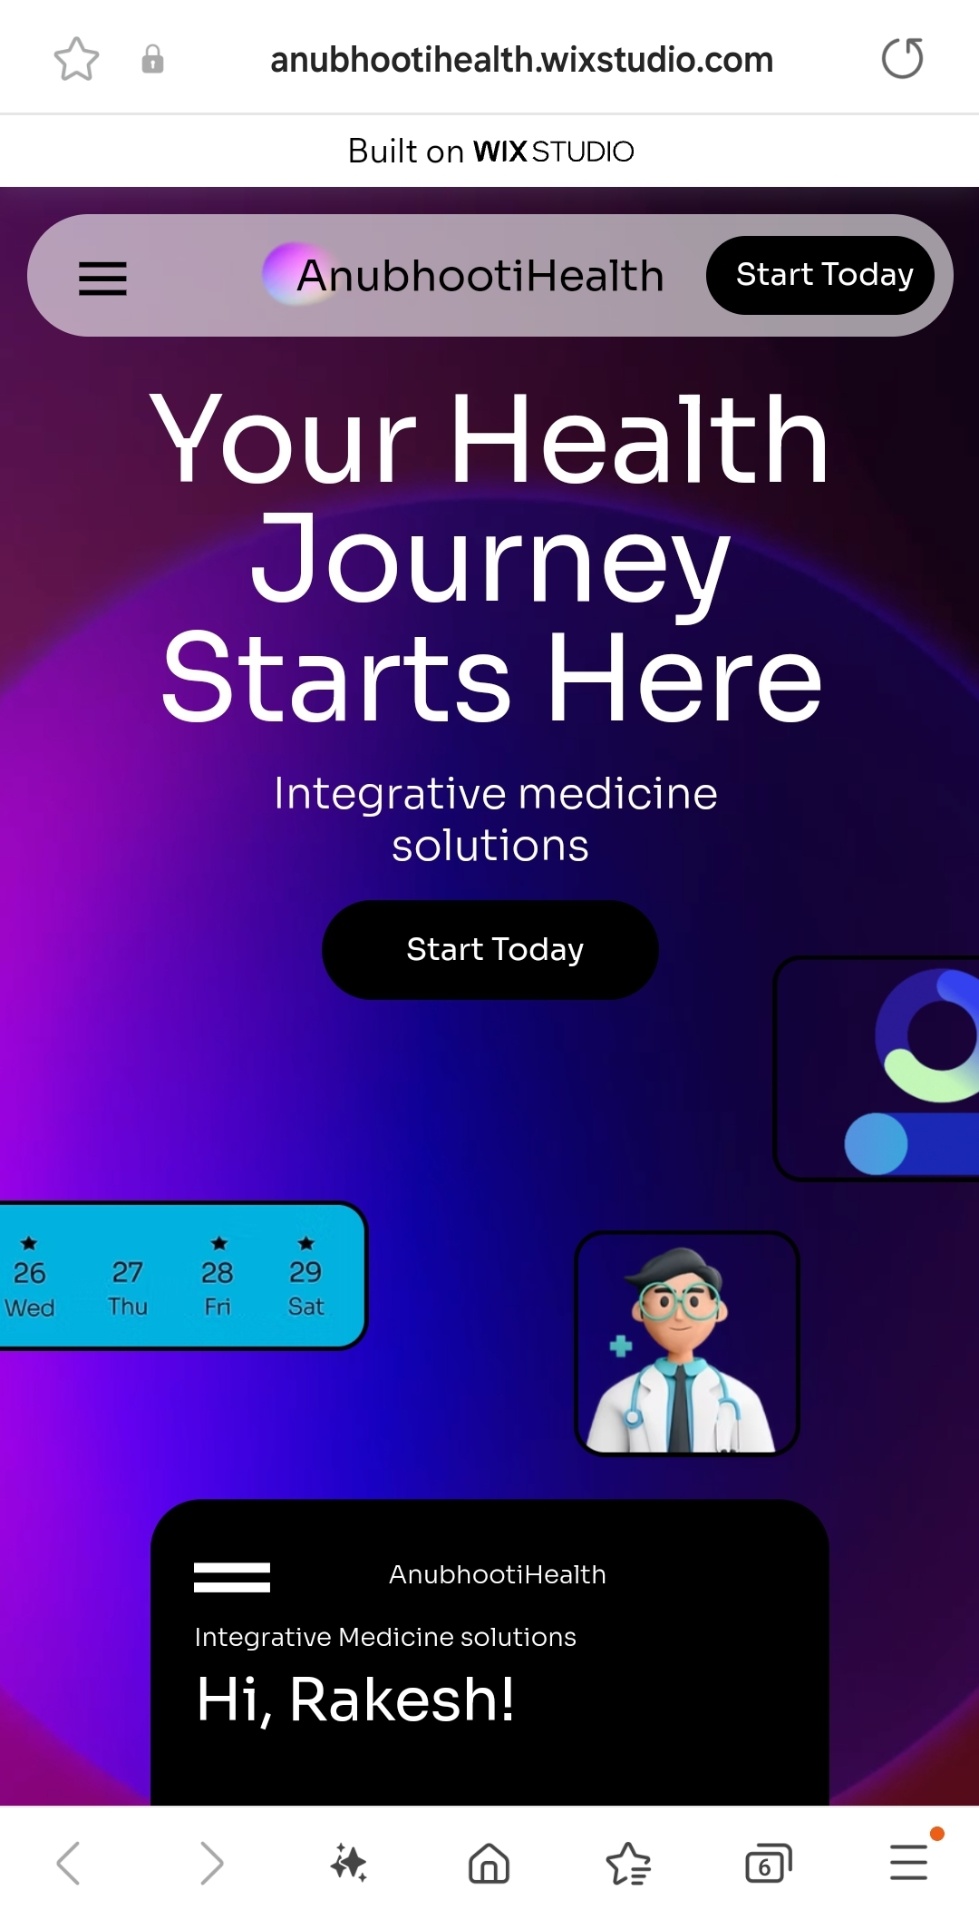 anubhootihealth.wixstudio.com
Built on WIX STUDIO
AnubhootiHealth
Start Today
Your Health
Journey
Starts Here
Integrative medicine
solutions
Start Today
26 27 28 29
Wed Thu Fri Sat
AnubhootiHealth
Integrative Medicine solutions
Hi, Rakesh!
6